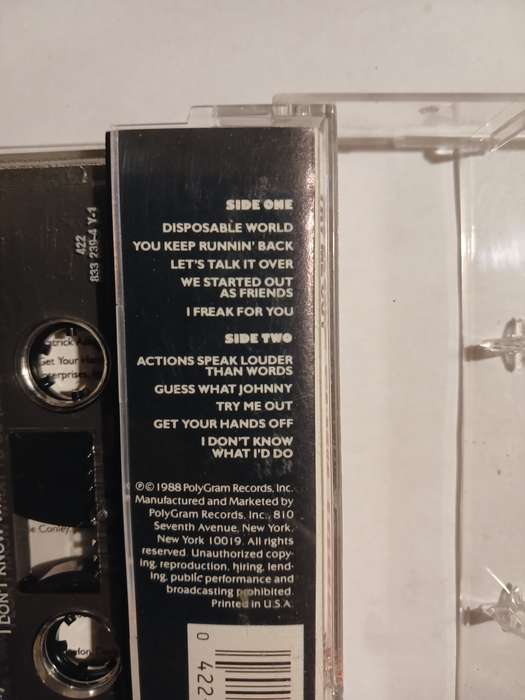 SIDE ONE
DISPOSABLE WORLD
YOU KEEP RUNNIN' BACK
LET'S TALK IT OVER
WE STARTED OUT
AS FRIENDS
I FREAK FOR YOU
SIDE TWO
ACTIONS SPEAK LOUDER
THAN WORDS
GUESS WHAT JOHNNY
TRY ME OUT
GET YOUR HANDS OFF
I DON'T KNOW
WHAT I'D DO
℗© 1988 PolyGram Records, Inc.
Manufactured and Marketed by
PolyGram Records, Inc., 810
Seventh Avenue, New York,
New York 10019. All rights
reserved. Unauthorized copy-
ing, reproduction, hiring, lend-
ing, public performance and
broadcasting prohibited.
Printed in U.S.A.
0 422
422
833 239-4 Y-1
Get Your
I DON'T KNOW